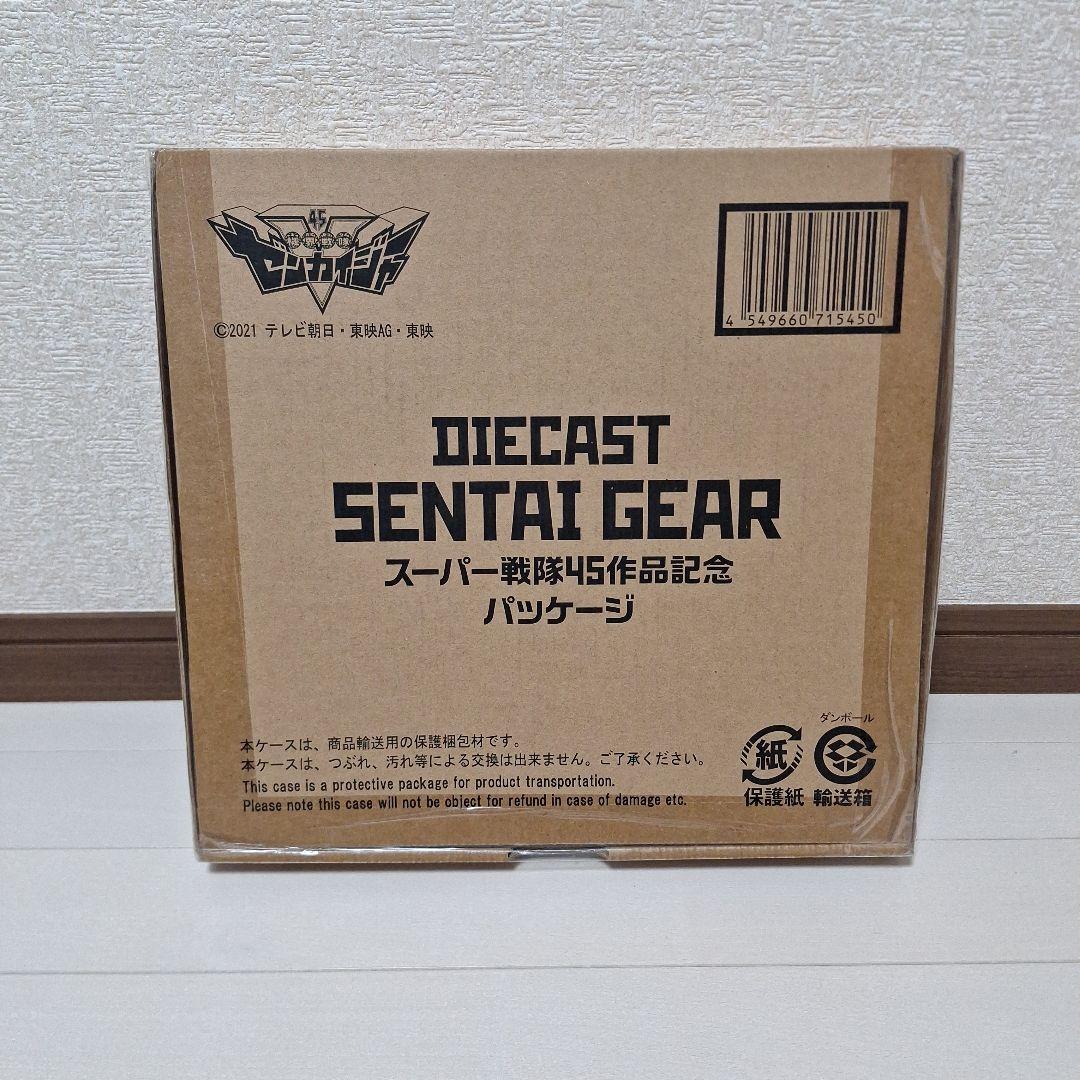 45
機界戦隊
ゼンカイジャー
©2021 テレビ朝日・東映AG・東映
4 549660 715450
DIECAST
SENTAI GEAR
スーパー戦隊45作品記念
パッケージ
本ケースは、商品輸送用の保護梱包材です。
本ケースは、つぶれ、汚れ等による交換は出来ません。ご了承ください。
This case is a protective package for product transportation.
Please note this case will not be object for refund in case of damage etc.
紙
保護紙
ダンボール
輸送箱